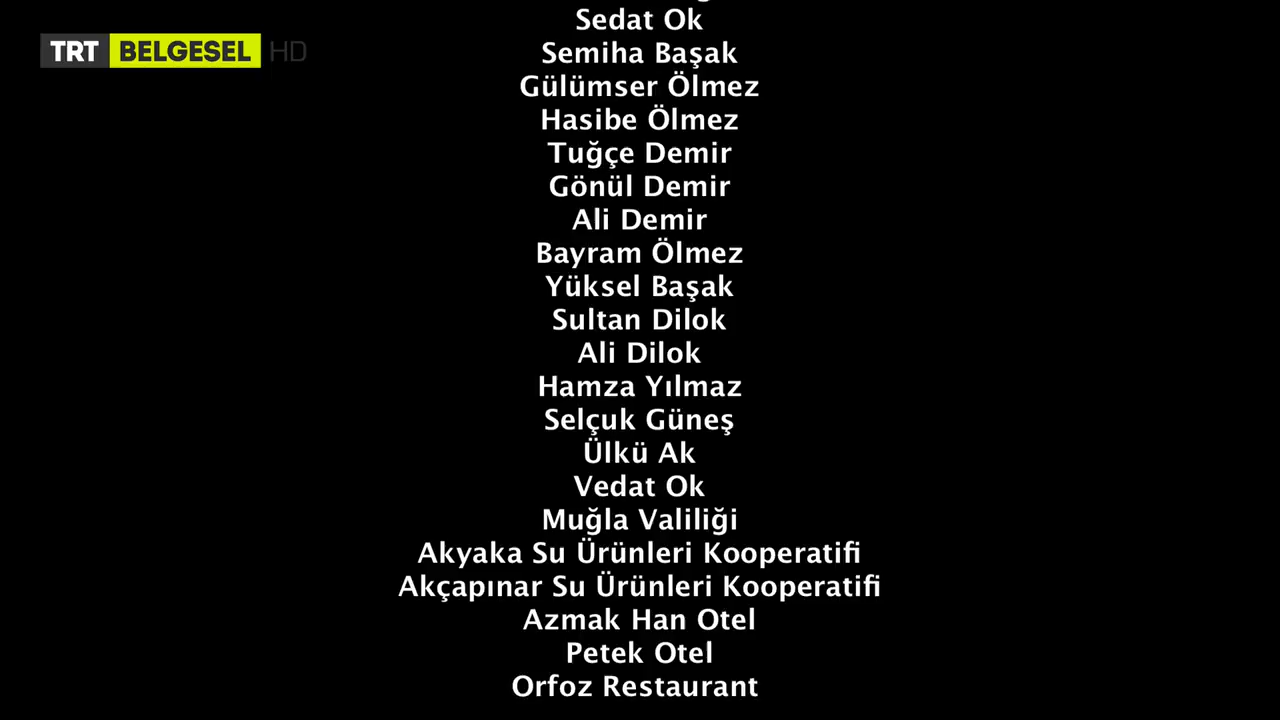 TRT BELGESEL HD
Sedat Ok
Semiha Başak
Gülümser Ölmez
Hasibe Ölmez
Tuğçe Demir
Gönül Demir
Ali Demir
Bayram Ölmez
Yüksel Başak
Sultan Dilok
Ali Dilok
Hamza Yılmaz
Selçuk Güneş
Ülkü Ak
Vedat Ok
Muğla Valiliği
Akyaka Su Ürünleri Kooperatifi
Akçapınar Su Ürünleri Kooperatifi
Azmak Han Otel
Petek Otel
Orfoz Restaurant